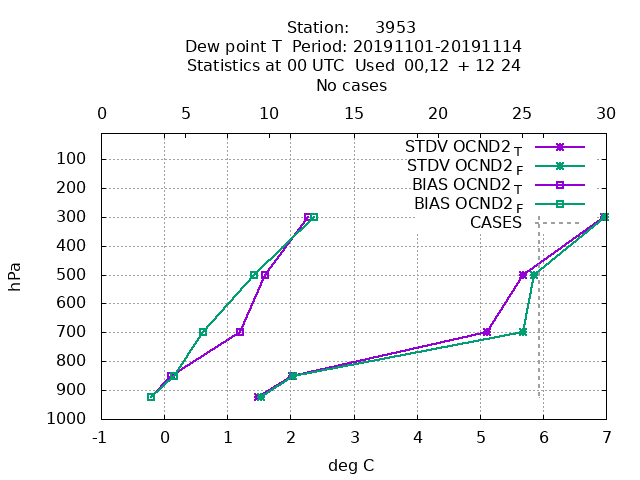 Station: 3953
Dew point T Period: 20191101-20191114
Statistics at 00 UTC Used 00,12 + 12 24
No cases
0 5 10 15 20 25 30
STDV OCND2 T
STDV OCND2 F
BIAS OCND2 T
BIAS OCND2 F
CASES
100
200
300
400
500
600
700
800
900
1000
hPa
-1 0 1 2 3 4 5 6 7
deg C